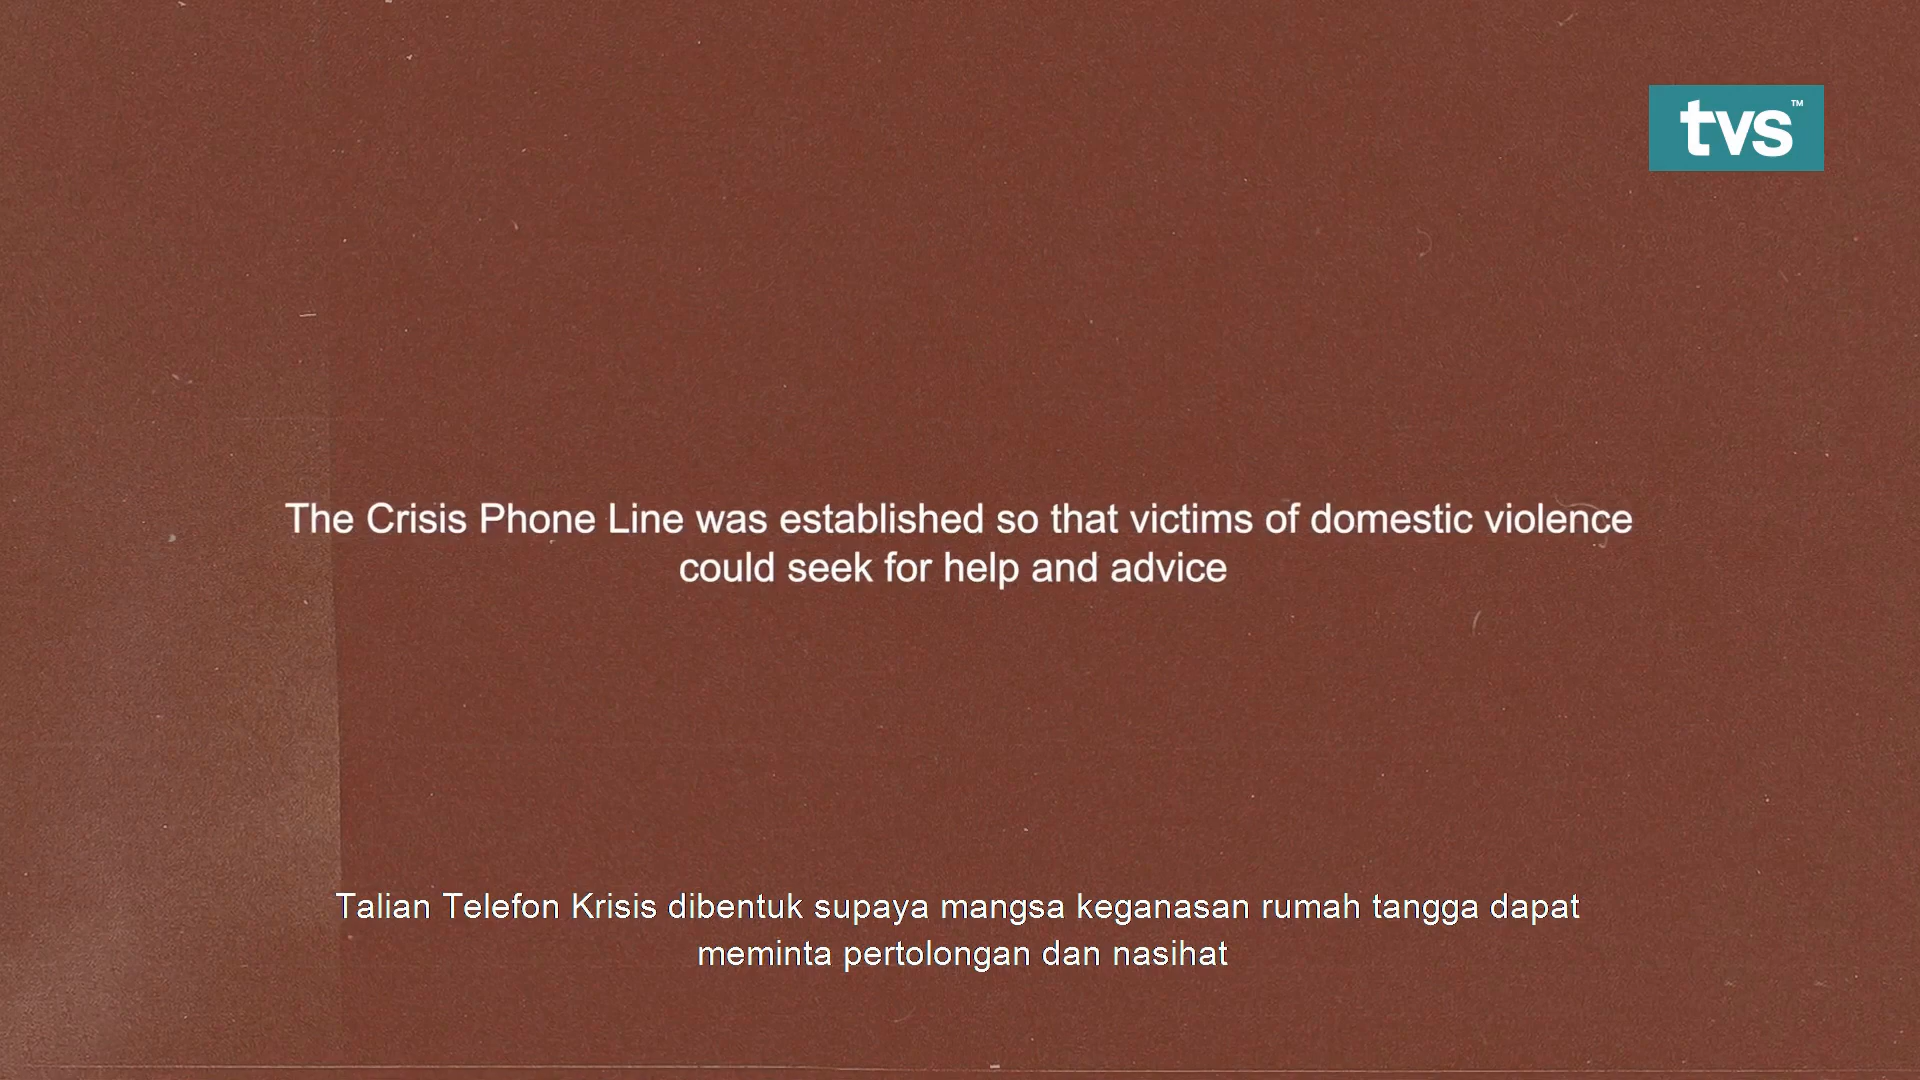 tvs™
The Crisis Phone Line was established so that victims of domestic violence
could seek for help and advice
Talian Telefon Krisis dibentuk supaya mangsa keganasan rumah tangga dapat
meminta pertolongan dan nasihat